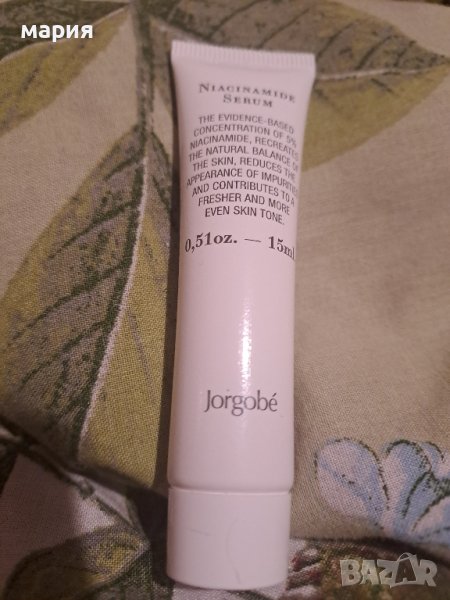 мария
NIACINAMIDE
SERUM
THE EVIDENCE-BASED
CONCENTRATION OF 5%
NIACINAMIDE, RECREATES
THE NATURAL BALANCE OF
THE SKIN, REDUCES THE
APPEARANCE OF IMPURITIES
AND CONTRIBUTES TO A
FRESHER AND MORE
EVEN SKIN TONE.
0,51oz. — 15ml
Jorgobé
BAZAR